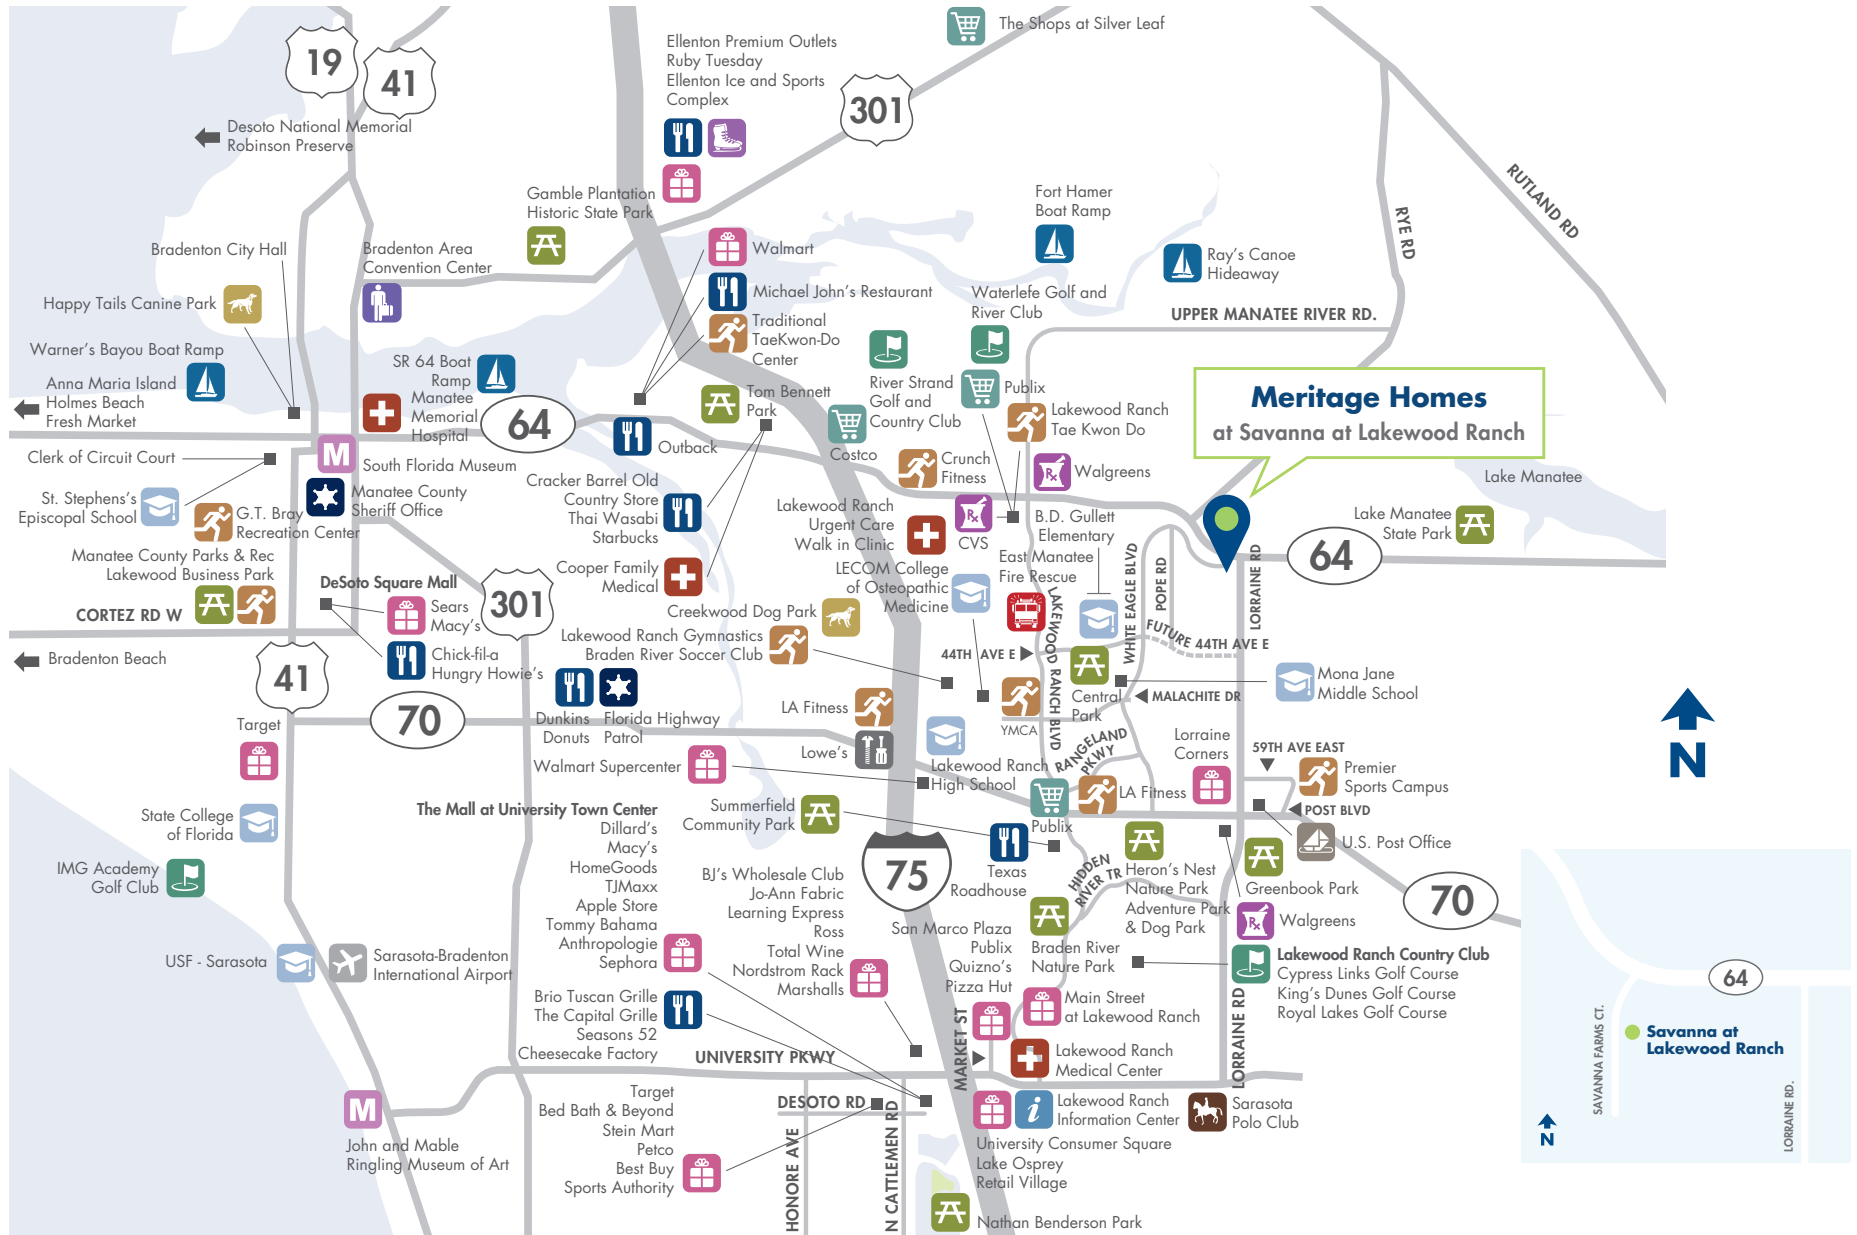 The Shops at Silver Leaf
Ellenton Premium Outlets
Ruby Tuesday
Ellenton Ice and Sports
Complex
19
41
301
Desoto National Memorial
Robinson Preserve
Gamble Plantation
Historic State Park
Fort Hamer
Boat Ramp
RUTLAND RD
RYE RD
Bradenton City Hall
Bradenton Area
Convention Center
Walmart
Ray's Canoe
Hideaway
Happy Tails Canine Park
Michael John's Restaurant
Waterlefe Golf and
River Club
UPPER MANATEE RIVER RD.
Traditional
TaeKwon-Do
Center
Warner's Bayou Boat Ramp
SR 64 Boat
Ramp
Anna Maria Island
Holmes Beach
Fresh Market
Manatee
Memorial
Hospital
64
Tom Bennett
Park
River Strand
Golf and
Country Club
Publix
Lakewood Ranch
Tae Kwon Do
Meritage Homes
at Savanna at Lakewood Ranch
Outback
Costco
Clerk of Circuit Court
M
South Florida Museum
Crunch
Fitness
Rx
Walgreens
Lake Manatee
St. Stephens's
Episcopal School
Manatee County
Sheriff Office
G.T. Bray
Recreation Center
Cracker Barrel Old
Country Store
Thai Wasabi
Starbucks
Lakewood Ranch
Urgent Care
Walk in Clinic
Rx
CVS
B.D. Gullett
Elementary
Lake Manatee
State Park
Manatee County Parks & Rec
Lakewood Business Park
DeSoto Square Mall
Cooper Family
Medical
LECOM College
of Osteopathic
Medicine
East Manatee
Fire Rescue
WHITE EAGLE BLVD
POPE RD
LORRAINE RD
64
CORTEZ RD W
Sears
Macy's
301
Creekwood Dog Park
LAKEWOOD RANCH BLVD
FUTURE 44TH AVE E
Bradenton Beach
Chick-fil-a
Hungry Howie's
Lakewood Ranch Gymnastics
Braden River Soccer Club
44TH AVE E
Mona Jane
Middle School
41
70
Dunkins
Donuts
Florida Highway
Patrol
LA Fitness
YMCA
Central
Park
MALACHITE DR
Target
Lowe's
Walmart Supercenter
Lakewood Ranch
High School
RANGELAND
PKWY
Lorraine
Corners
59TH AVE EAST
Premier
Sports Campus
N
State College
of Florida
The Mall at University Town Center
Dillard's
Macy's
HomeGoods
TJMaxx
Apple Store
Tommy Bahama
Anthropologie
Sephora
Summerfield
Community Park
Publix
LA Fitness
POST BLVD
U.S. Post Office
IMG Academy
Golf Club
BJ's Wholesale Club
Jo-Ann Fabric
Learning Express
Ross
Total Wine
Nordstrom Rack
Marshalls
75
Texas
Roadhouse
HIDDEN
RIVER TR
Heron's Nest
Nature Park
Adventure Park
& Dog Park
Greenbook Park
70
Rx
Walgreens
USF - Sarasota
Sarasota-Bradenton
International Airport
San Marco Plaza
Publix
Quizno's
Pizza Hut
Braden River
Nature Park
Lakewood Ranch Country Club
Cypress Links Golf Course
King's Dunes Golf Course
Royal Lakes Golf Course
Brio Tuscan Grille
The Capital Grille
Seasons 52
Cheesecake Factory
Main Street
at Lakewood Ranch
MARKET ST
LORRAINE RD
UNIVERSITY PKWY
Lakewood Ranch
Medical Center
Target
Bed Bath & Beyond
Stein Mart
Petco
Best Buy
Sports Authority
DESOTO RD
i
Lakewood Ranch
Information Center
Sarasota
Polo Club
M
John and Mable
Ringling Museum of Art
HONORE AVE
N CATTLEMEN RD
University Consumer Square
Lake Osprey
Retail Village
Nathan Benderson Park
64
SAVANNA FARMS CT.
Savanna at
Lakewood Ranch
LORRAINE RD.
N